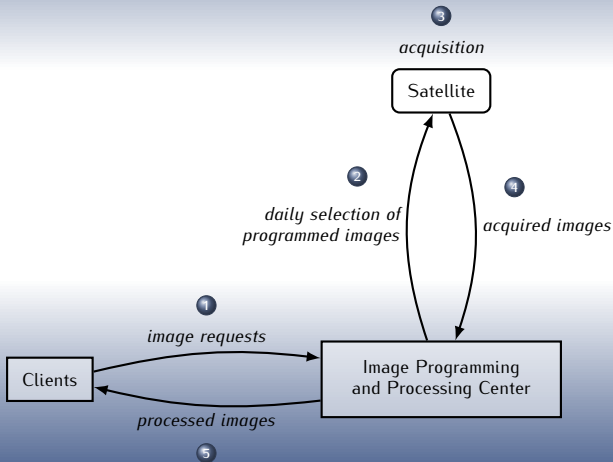 3
acquisition
Satellite
2
daily selection of
programmed images
4
acquired images
1
image requests
Clients
Image Programming
and Processing Center
processed images
5